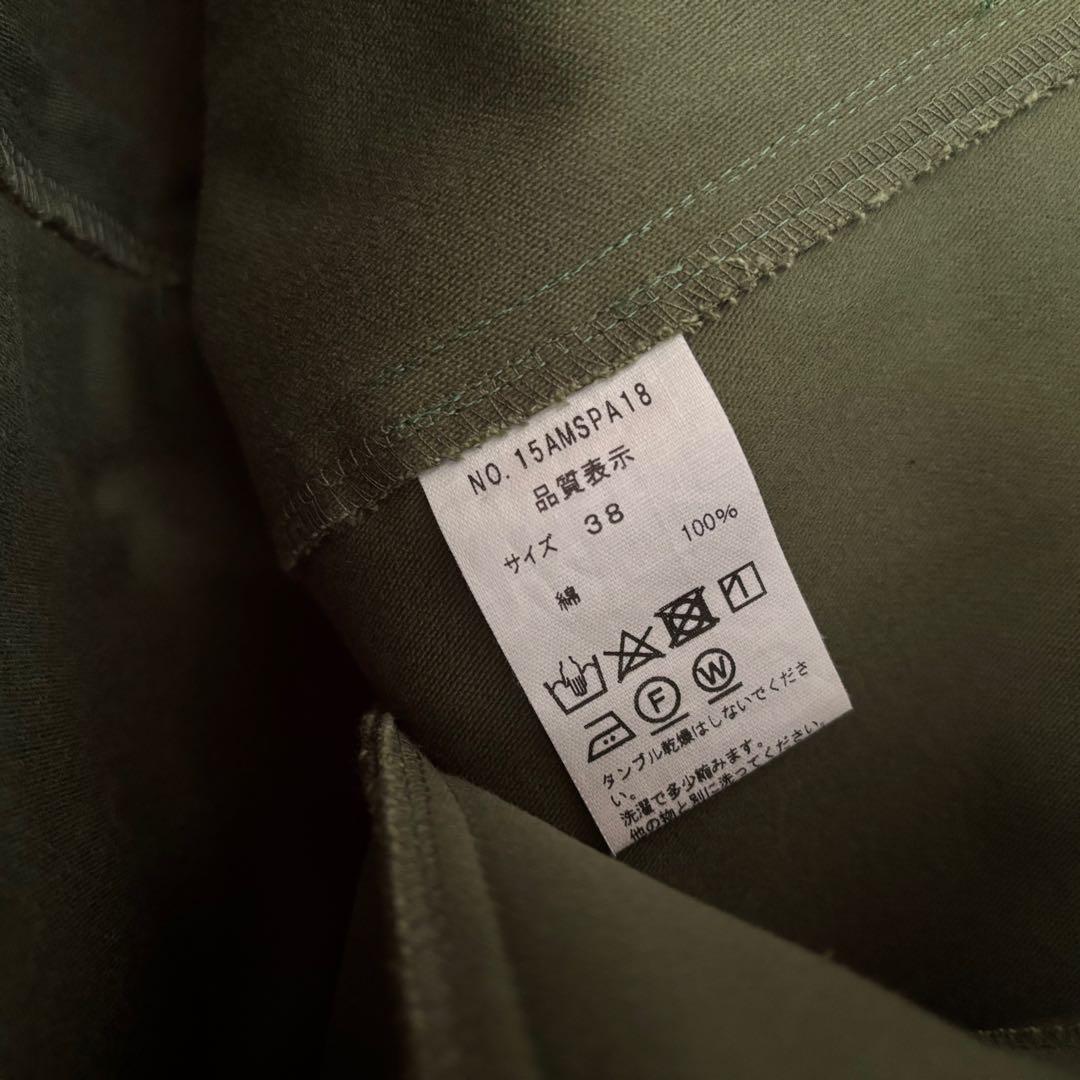 NO.15AMSPA18
品質表示
サイズ 38
綿 100%
F W
タンブル乾燥はしないでくださ
い。
洗濯で多少縮みます。
他の物と別に洗ってください。